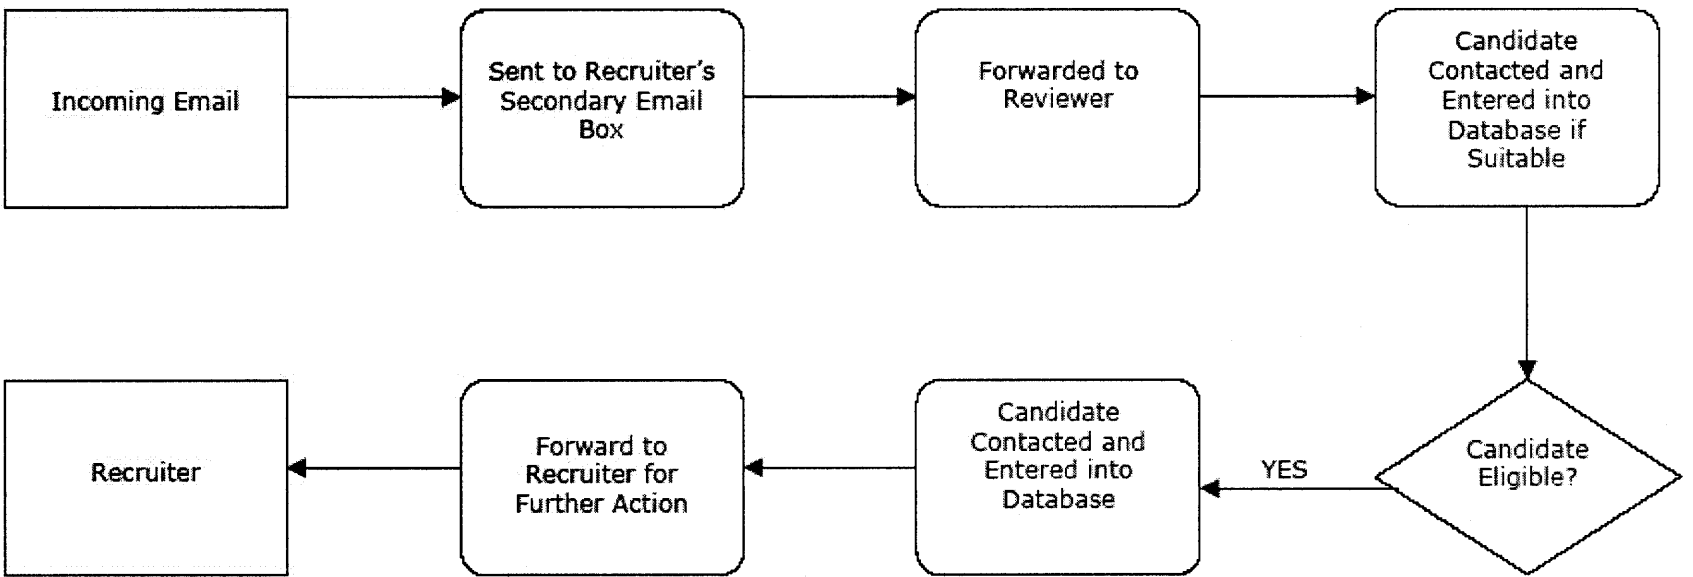 Incoming Email
Sent to Recruiter's
Secondary Email
Box
Forwarded to
Reviewer
Candidate
Contacted and
Entered into
Database if
Suitable
Candidate
Eligible?
YES
Candidate
Contacted and
Entered into
Database
Forward to
Recruiter for
Further Action
Recruiter